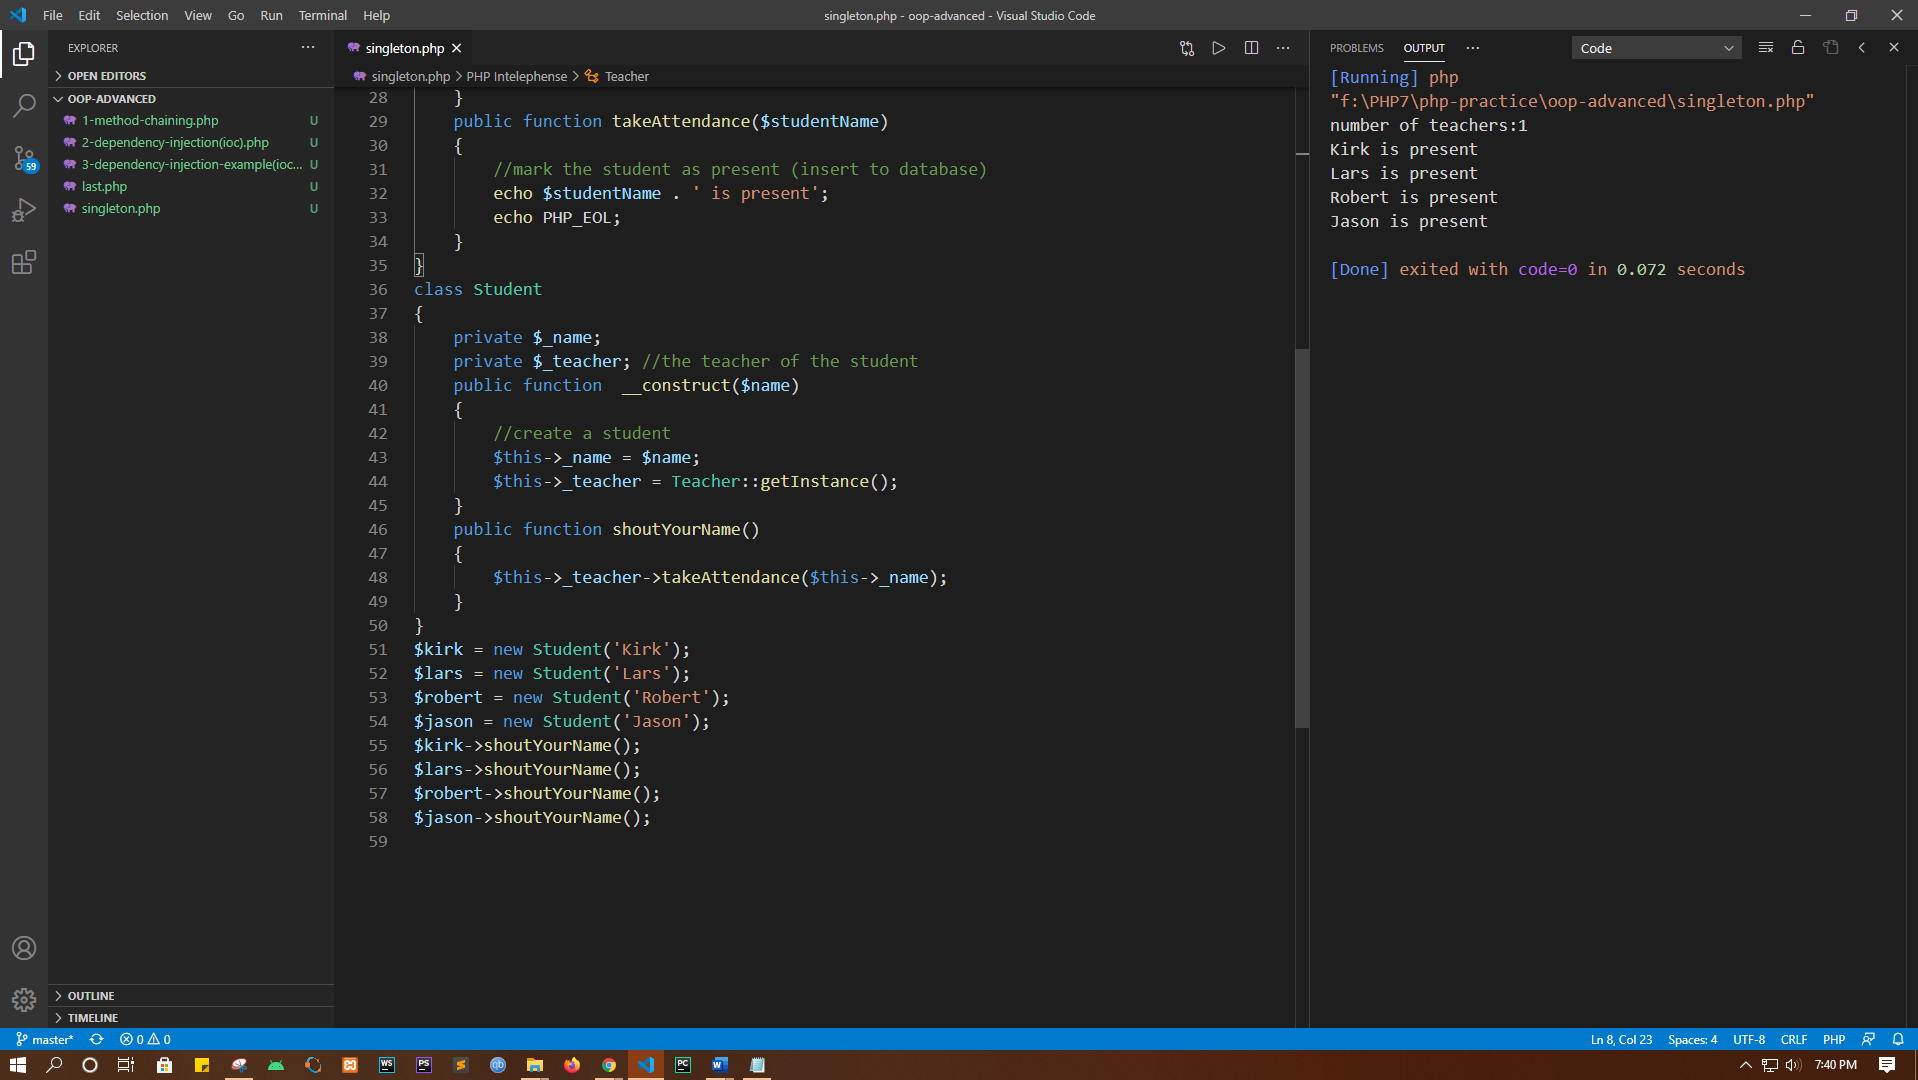 File Edit Selection View Go Run Terminal Help
singleton.php - oop-advanced - Visual Studio Code
EXPLORER
OPEN EDITORS
OOP-ADVANCED
1-method-chaining.php U
2-dependency-injection(ioc).php U
3-dependency-injection-example(ioc... U
last.php U
singleton.php U
OUTLINE
TIMELINE
59
singleton.php
singleton.php > PHP Intelephense > Teacher
28 }
29 public function takeAttendance($studentName)
30 {
31 //mark the student as present (insert to database)
32 echo $studentName . ' is present';
33 echo PHP_EOL;
34 }
35 }
36 class Student
37 {
38 private $_name;
39 private $_teacher; //the teacher of the student
40 public function  __construct($name)
41 {
42 //create a student
43 $this->_name = $name;
44 $this->_teacher = Teacher::getInstance();
45 }
46 public function shoutYourName()
47 {
48 $this->_teacher->takeAttendance($this->_name);
49 }
50 }
51 $kirk = new Student('Kirk');
52 $lars = new Student('Lars');
53 $robert = new Student('Robert');
54 $jason = new Student('Jason');
55 $kirk->shoutYourName();
56 $lars->shoutYourName();
57 $robert->shoutYourName();
58 $jason->shoutYourName();
59
PROBLEMS OUTPUT ··· Code
[Running] php
"f:\PHP7\php-practice\oop-advanced\singleton.php"
number of teachers:1
Kirk is present
Lars is present
Robert is present
Jason is present
[Done] exited with code=0 in 0.072 seconds
master* 0 0 Ln 8, Col 23 Spaces: 4 UTF-8 CRLF PHP
WS PS qb PC W 7:40 PM